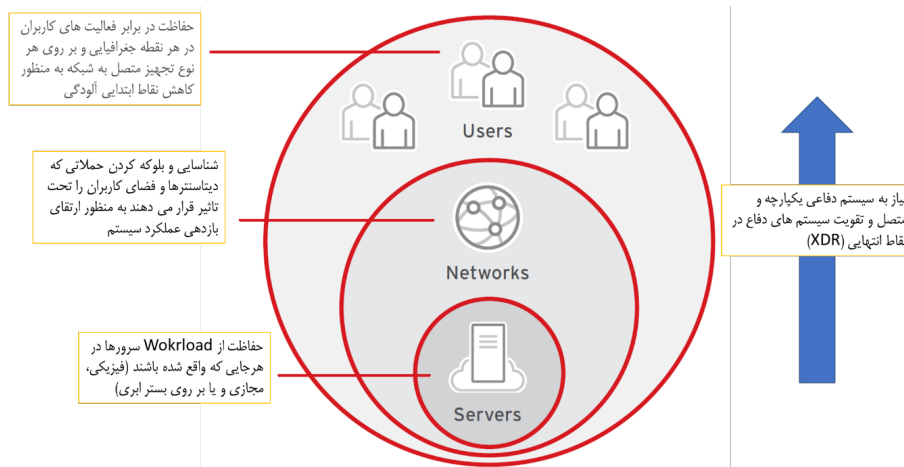 حفاظت در برابر فعالیت های کاربران
در هر نقطه جغرافیایی و بر روی هر
نوع تجهیز متصل به شبکه به منظور
کاهش نقاط ابتدایی آلودگی
Users
شناسایی و بلوکه کردن حملاتی که
دیتاسنترها و فضای کاربران را تحت
تاثیر قرار می دهند به منظور ارتقای
بازدهی عملکرد سیستم
Networks
حفاظت از Wokrload سرورها در
هرجایی که واقع شده باشند (فیزیکی،
مجازی و یا بر روی بستر ابری)
Servers
یاز به سیستم دفاعی یکپارچه و
متصل و تقویت سیستم های دفاع در
قاط انتهایی (XDR)